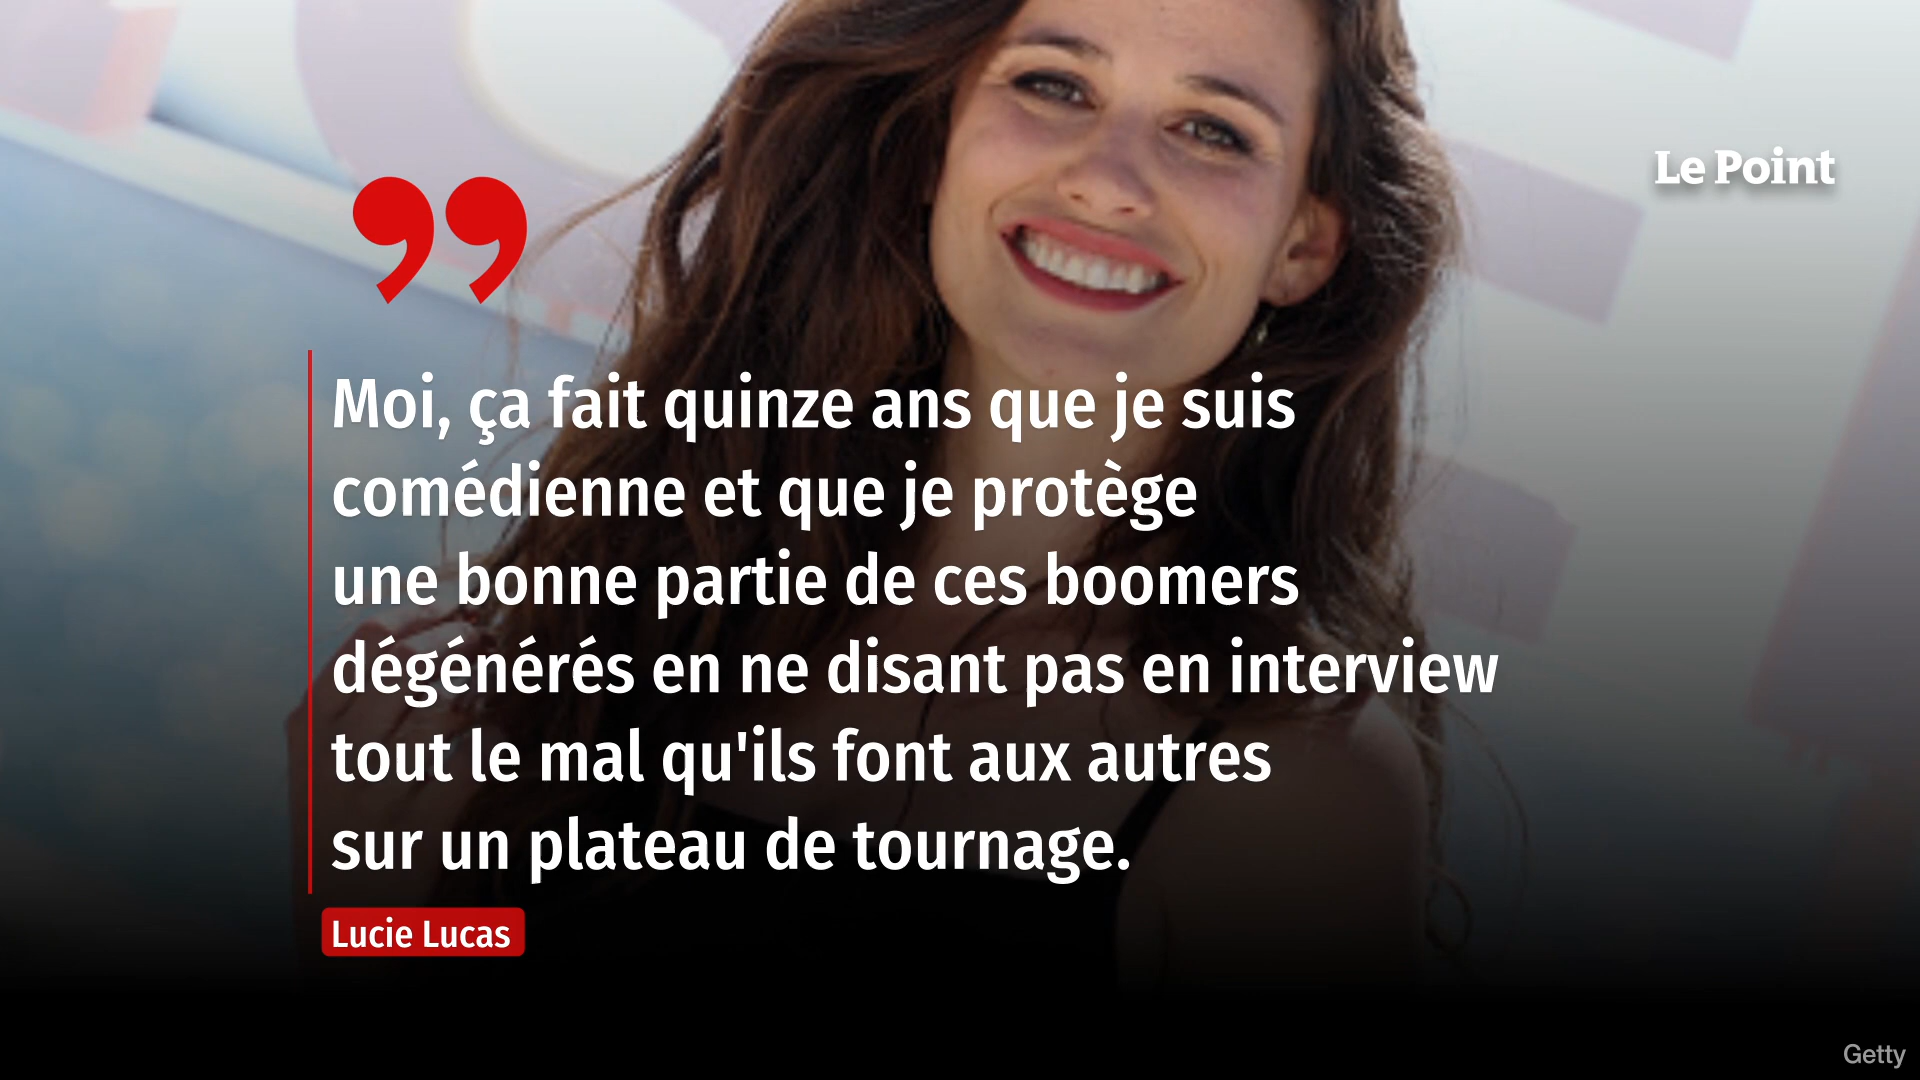 Le Point
”
Moi, ça fait quinze ans que je suis
comédienne et que je protège
une bonne partie de ces boomers
dégénérés en ne disant pas en interview
tout le mal qu'ils font aux autres
sur un plateau de tournage.
Lucie Lucas
Getty